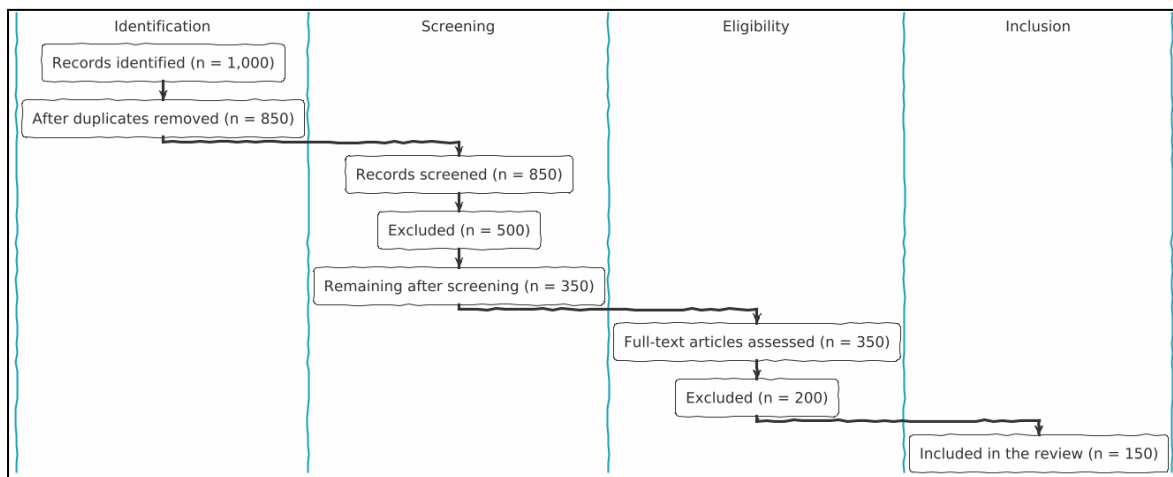 Identification
Screening
Eligibility
Inclusion
Records identified (n = 1,000)
After duplicates removed (n = 850)
Records screened (n = 850)
Excluded (n = 500)
Remaining after screening (n = 350)
Full-text articles assessed (n = 350)
Excluded (n = 200)
Included in the review (n = 150)